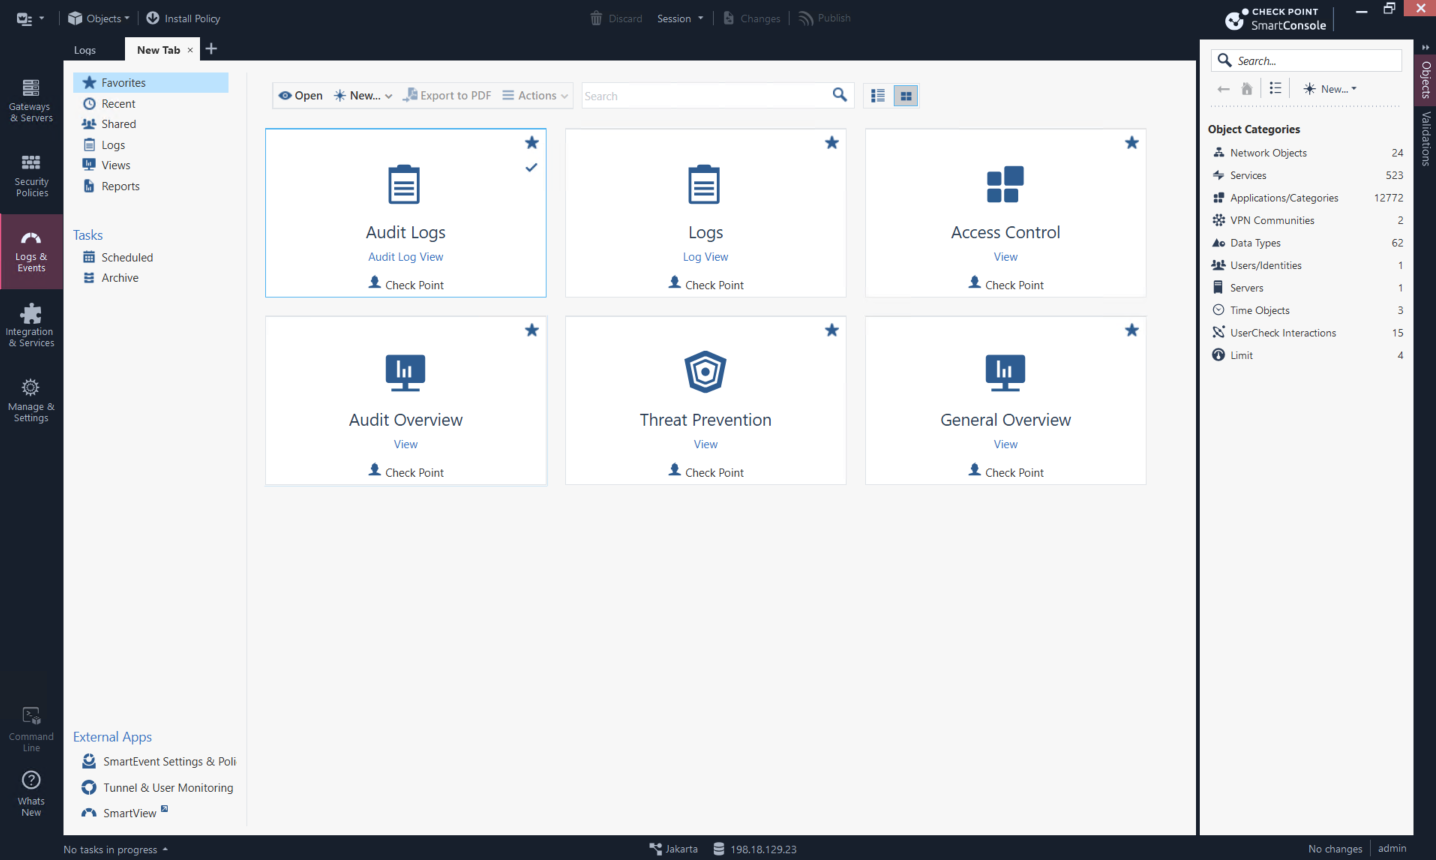 Objects
Install Policy
Discard
Session
Changes
Publish
CHECK POINT
SmartConsole
Logs
New Tab
Gateways
& Servers
Security
Policies
Logs &
Events
Integration
& Services
Manage &
Settings
Command
Line
Whats
New
Favorites
Recent
Shared
Logs
Views
Reports
Tasks
Scheduled
Archive
External Apps
SmartEvent Settings & Poli
Tunnel & User Monitoring
SmartView
Open
New...
Export to PDF
Actions
Search
Audit Logs
Audit Log View
Check Point
Logs
Log View
Check Point
Access Control
View
Check Point
Audit Overview
View
Check Point
Threat Prevention
View
Check Point
General Overview
View
Check Point
Search...
New...
Object Categories
Network Objects 24
Services 523
Applications/Categories 12772
VPN Communities 2
Data Types 62
Users/Identities 1
Servers 1
Time Objects 3
UserCheck Interactions 15
Limit 4
Objects
Validations
No tasks in progress
Jakarta
198.18.129.23
No changes
admin